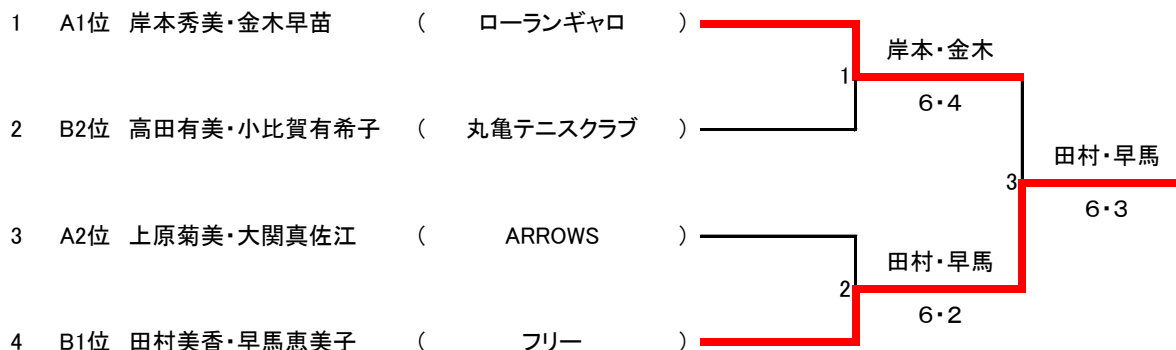 1 A1位 岸本秀美・金木早苗 ( ローランギャロ )
岸本・金木
1
6・4
2 B2位 高田有美・小比賀有希子 ( 丸亀テニスクラブ )
田村・早馬
3
6・3
3 A2位 上原菊美・大関真佐江 ( ARROWS )
田村・早馬
2
6・2
4 B1位 田村美香・早馬恵美子 ( フリー )